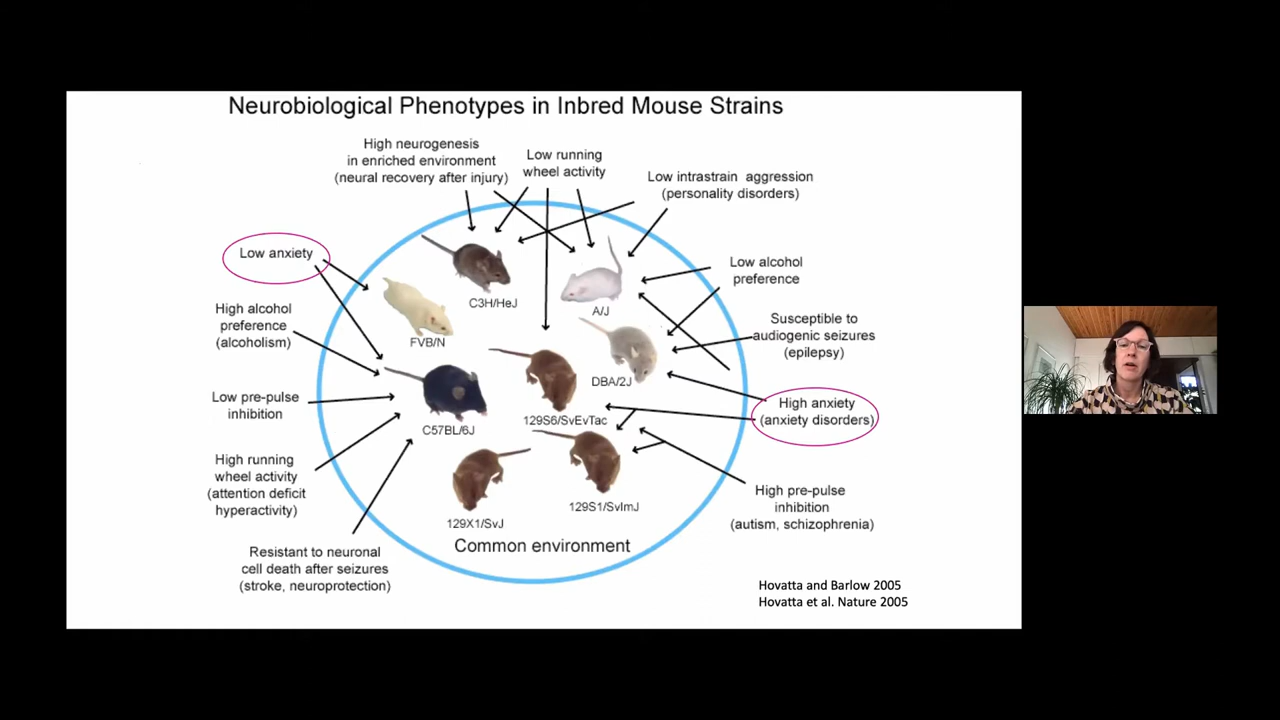 Neurobiological Phenotypes in Inbred Mouse Strains
High neurogenesis
in enriched environment
(neural recovery after injury)
Low running
wheel activity
Low intrastrain aggression
(personality disorders)
Low anxiety
Low alcohol
preference
C3H/HeJ
A/J
High alcohol
preference
(alcoholism)
FVB/N
Susceptible to
audiogenic seizures
(epilepsy)
DBA/2J
Low pre-pulse
inhibition
C57BL/6J
129S6/SvEvTac
High anxiety
(anxiety disorders)
High running
wheel activity
(attention deficit
hyperactivity)
129X1/SvJ
129S1/SvImJ
High pre-pulse
inhibition
(autism, schizophrenia)
Common environment
Resistant to neuronal
cell death after seizures
(stroke, neuroprotection)
Hovatta and Barlow 2005
Hovatta et al. Nature 2005